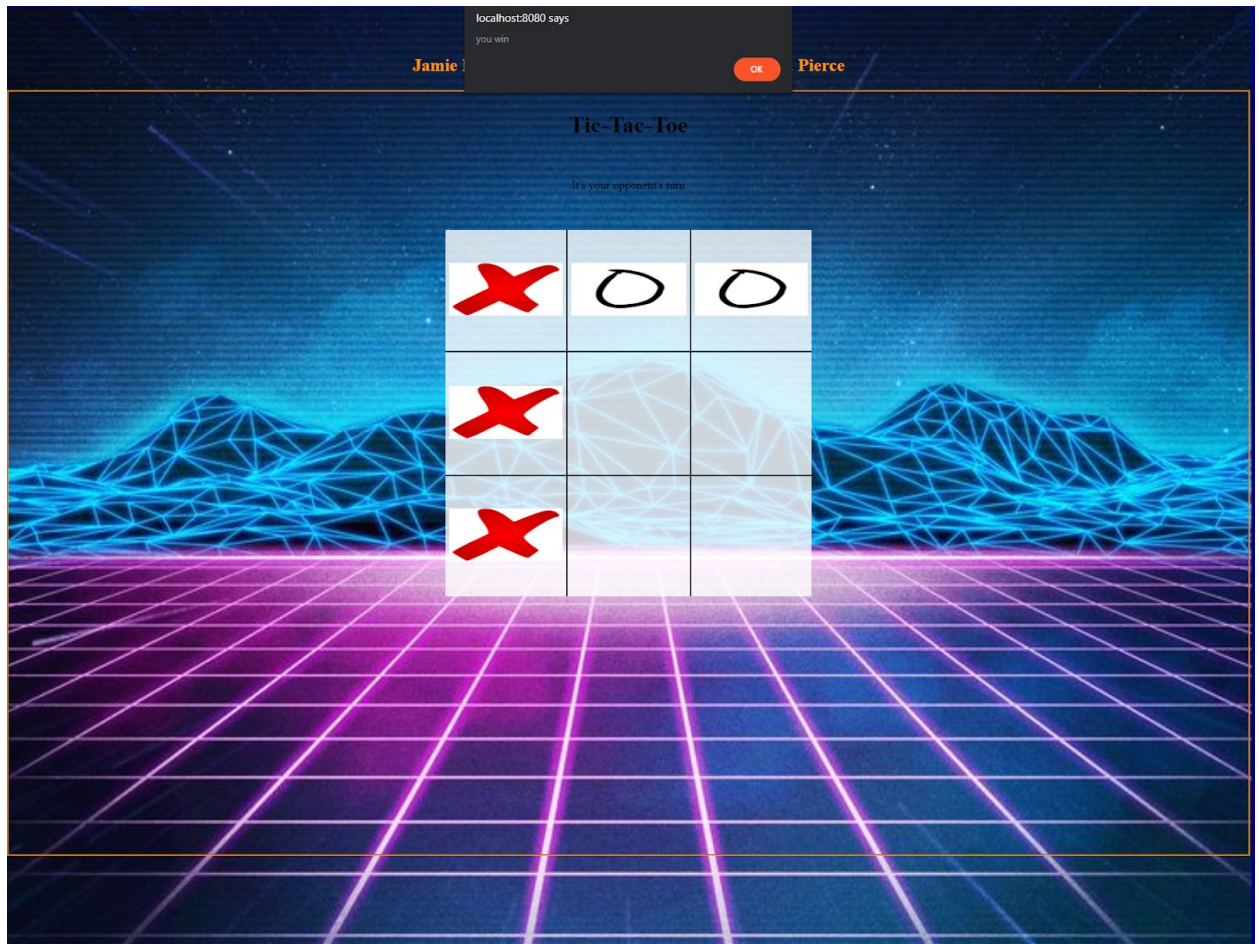 localhost:8080 says
you win
OK
Jamie Pierce
Tic-Tac-Toe
It's your opponent's turn